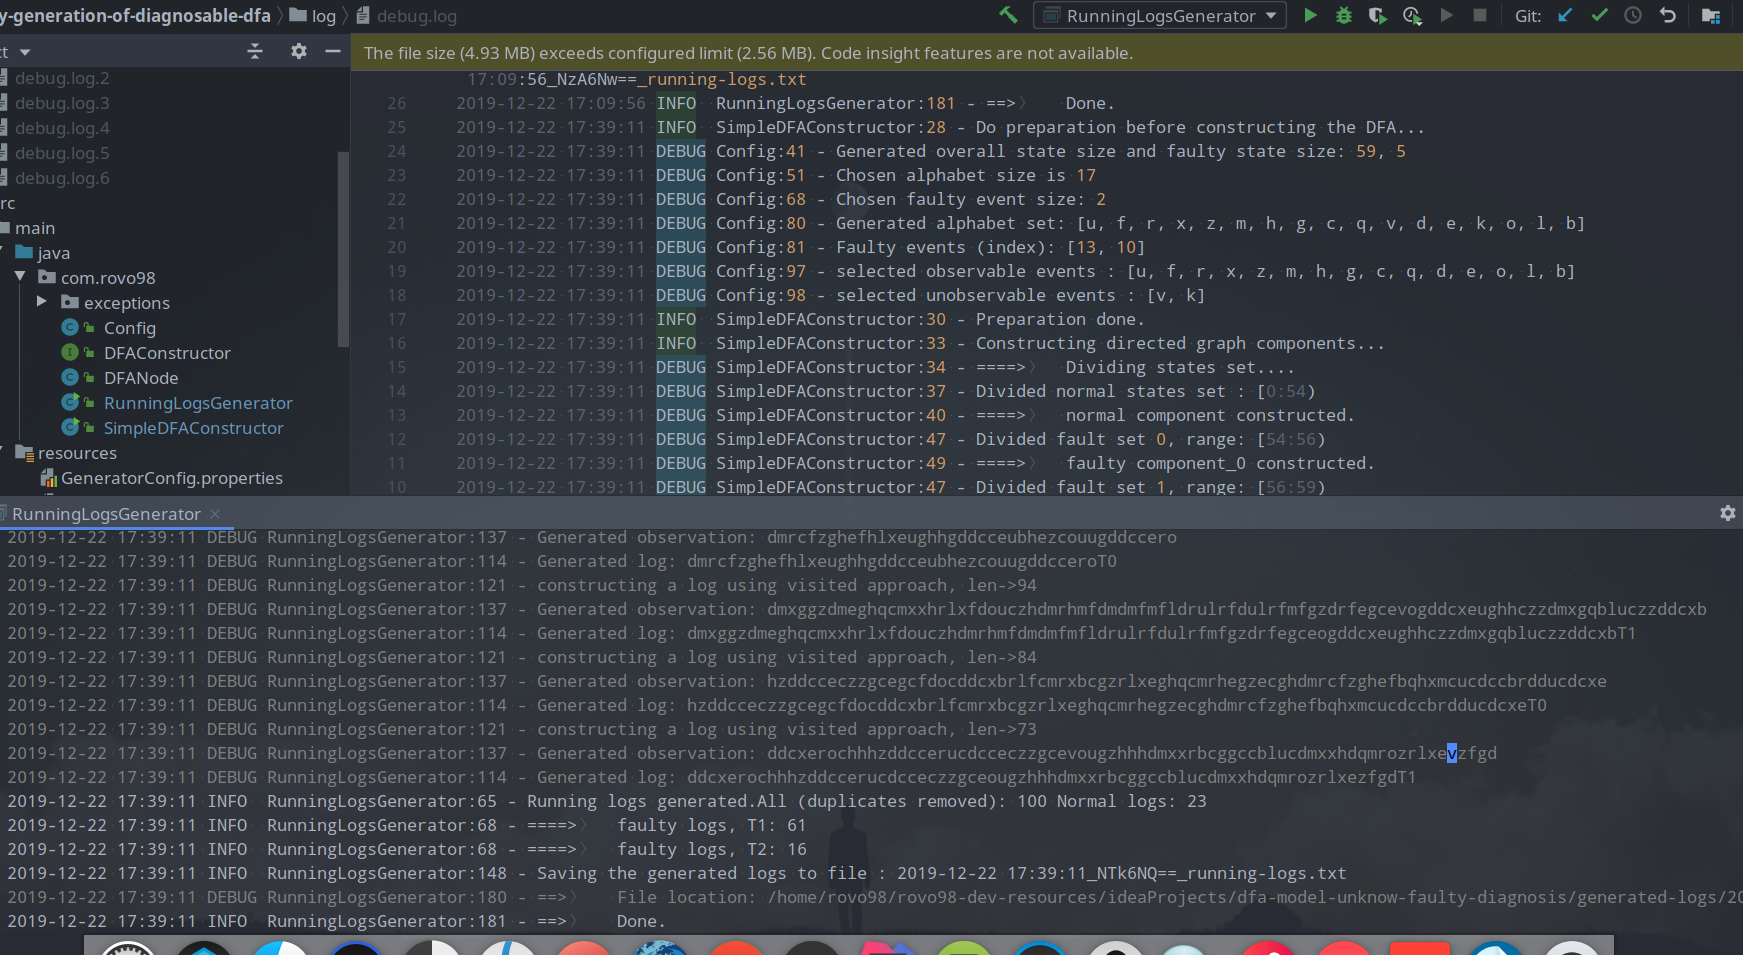 y-generation-of-diagnosable-dfa 〉 log 〉 debug.log
RunningLogsGenerator
Git:
ct
The file size (4.93 MB) exceeds configured limit (2.56 MB). Code insight features are not available.
debug.log.2
debug.log.3
debug.log.4
debug.log.5
debug.log.6
rc
main
java
com.rovo98
exceptions
Config
DFAConstructor
DFANode
RunningLogsGenerator
SimpleDFAConstructor
resources
GeneratorConfig.properties
17:09:56_NzA6Nw==_running-logs.txt
26 2019-12-22 17:09:56 INFO RunningLogsGenerator:181 - ==>〉 Done.
25 2019-12-22 17:39:11 INFO SimpleDFAConstructor:28 - Do preparation before constructing the DFA...
24 2019-12-22 17:39:11 DEBUG Config:41 - Generated overall state size and faulty state size: 59, 5
23 2019-12-22 17:39:11 DEBUG Config:51 - Chosen alphabet size is 17
22 2019-12-22 17:39:11 DEBUG Config:68 - Chosen faulty event size: 2
21 2019-12-22 17:39:11 DEBUG Config:80 - Generated alphabet set: [u, f, r, x, z, m, h, g, c, q, v, d, e, k, o, l, b]
20 2019-12-22 17:39:11 DEBUG Config:81 - Faulty events (index): [13, 10]
19 2019-12-22 17:39:11 DEBUG Config:97 - selected observable events : [u, f, r, x, z, m, h, g, c, q, d, e, o, l, b]
18 2019-12-22 17:39:11 DEBUG Config:98 - selected unobservable events : [v, k]
17 2019-12-22 17:39:11 INFO SimpleDFAConstructor:30 - Preparation done.
16 2019-12-22 17:39:11 INFO SimpleDFAConstructor:33 - Constructing directed graph components...
15 2019-12-22 17:39:11 DEBUG SimpleDFAConstructor:34 - ====>〉 Dividing states set....
14 2019-12-22 17:39:11 DEBUG SimpleDFAConstructor:37 - Divided normal states set : [0:54)
13 2019-12-22 17:39:11 DEBUG SimpleDFAConstructor:40 - ====>〉 normal component constructed.
12 2019-12-22 17:39:11 DEBUG SimpleDFAConstructor:47 - Divided fault set 0, range: [54:56)
11 2019-12-22 17:39:11 DEBUG SimpleDFAConstructor:49 - ====>〉 faulty component_0 constructed.
10 2019-12-22 17:39:11 DEBUG SimpleDFAConstructor:47 - Divided fault set 1, range: [56:59)
RunningLogsGenerator ×
2019-12-22 17:39:11 DEBUG RunningLogsGenerator:137 - Generated observation: dmrcfzghefhlxeughhgddcceubhezcouugddccero
2019-12-22 17:39:11 DEBUG RunningLogsGenerator:114 - Generated log: dmrcfzghefhlxeughhgddcceubhezcouugddcceroT0
2019-12-22 17:39:11 DEBUG RunningLogsGenerator:121 - constructing a log using visited approach, len->94
2019-12-22 17:39:11 DEBUG RunningLogsGenerator:137 - Generated observation: dmxggzdmeghqcmxxhrlxfdouczhdmrhmfdmdmfmfldrulrfdulrfmfgzdrfegcevogddcxeughhczzdmxgqbluczzddcxb
2019-12-22 17:39:11 DEBUG RunningLogsGenerator:114 - Generated log: dmxggzdmeghqcmxxhrlxfdouczhdmrhmfdmdmfmfldrulrfdulrfmfgzdrfegceogddcxeughhczzdmxgqbluczzddcxbT1
2019-12-22 17:39:11 DEBUG RunningLogsGenerator:121 - constructing a log using visited approach, len->84
2019-12-22 17:39:11 DEBUG RunningLogsGenerator:137 - Generated observation: hzddcceczzgcegcfdocddcxbrlfcmrxbcgzrlxeghqcmrhegzecghdmrcfzghefbqhxmcucdccbrdducdcxe
2019-12-22 17:39:11 DEBUG RunningLogsGenerator:114 - Generated log: hzddcceczzgcegcfdocddcxbrlfcmrxbcgzrlxeghqcmrhegzecghdmrcfzghefbqhxmcucdccbrdducdcxeT0
2019-12-22 17:39:11 DEBUG RunningLogsGenerator:121 - constructing a log using visited approach, len->73
2019-12-22 17:39:11 DEBUG RunningLogsGenerator:137 - Generated observation: ddcxerochhhzddccerucdcceczzgcevougzhhhdmxxrbcggccblucdmxxhdqmrozrlxevzfgd
2019-12-22 17:39:11 DEBUG RunningLogsGenerator:114 - Generated log: ddcxerochhhzddccerucdcceczzgceougzhhhdmxxrbcggccblucdmxxhdqmrozrlxezfgdT1
2019-12-22 17:39:11 INFO RunningLogsGenerator:65 - Running logs generated.All (duplicates removed): 100 Normal logs: 23
2019-12-22 17:39:11 INFO RunningLogsGenerator:68 - ====>〉 faulty logs, T1: 61
2019-12-22 17:39:11 INFO RunningLogsGenerator:68 - ====>〉 faulty logs, T2: 16
2019-12-22 17:39:11 INFO RunningLogsGenerator:148 - Saving the generated logs to file : 2019-12-22 17:39:11_NTk6NQ==_running-logs.txt
2019-12-22 17:39:11 DEBUG RunningLogsGenerator:180 - ==>〉 File location: /home/rovo98/rovo98-dev-resources/ideaProjects/dfa-model-unknow-faulty-diagnosis/generated-logs/20
2019-12-22 17:39:11 INFO RunningLogsGenerator:181 - ==>〉 Done.